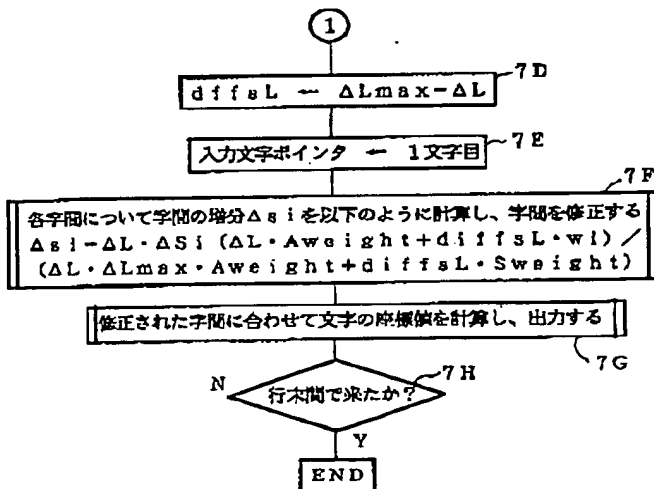 1
7D
dffsL ← ΔLmax-ΔL
7E
入力文字ポインタ ← 1文字目
7F
各字間について字間の増分Δsiを以下のように計算し、字間を修正する
Δsi-ΔL・ΔSi(ΔL・Aweight+diffsL・wi)/
(ΔL・ΔLmax・Aweight+diffsL・Sweight)
修正された字間に合わせて文字の座標値を計算し、出力する
7G
7H
N
行末間で来たか?
Y
END